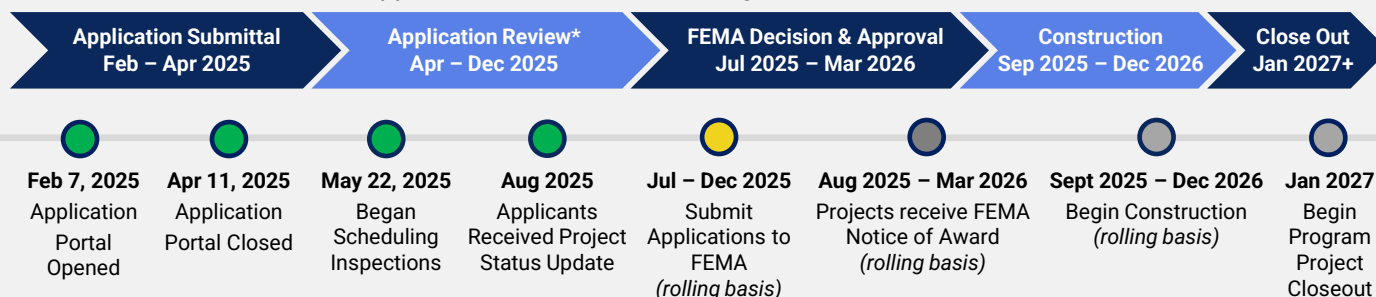 Application Submittal
Feb – Apr 2025
Application Review*
Apr – Dec 2025
FEMA Decision & Approval
Jul 2025 – Mar 2026
Construction
Sep 2025 – Dec 2026
Close Out
Jan 2027+
Feb 7, 2025
Application
Portal
Opened
Apr 11, 2025
Application
Portal Closed
May 22, 2025
Began
Scheduling
Inspections
Aug 2025
Applicants
Received Project
Status Update
Jul – Dec 2025
Submit
Applications to
FEMA
(rolling basis)
Aug 2025 – Mar 2026
Projects receive FEMA
Notice of Award
(rolling basis)
Sept 2025 – Dec 2026
Begin Construction
(rolling basis)
Jan 2027
Begin
Program
Project
Closeout